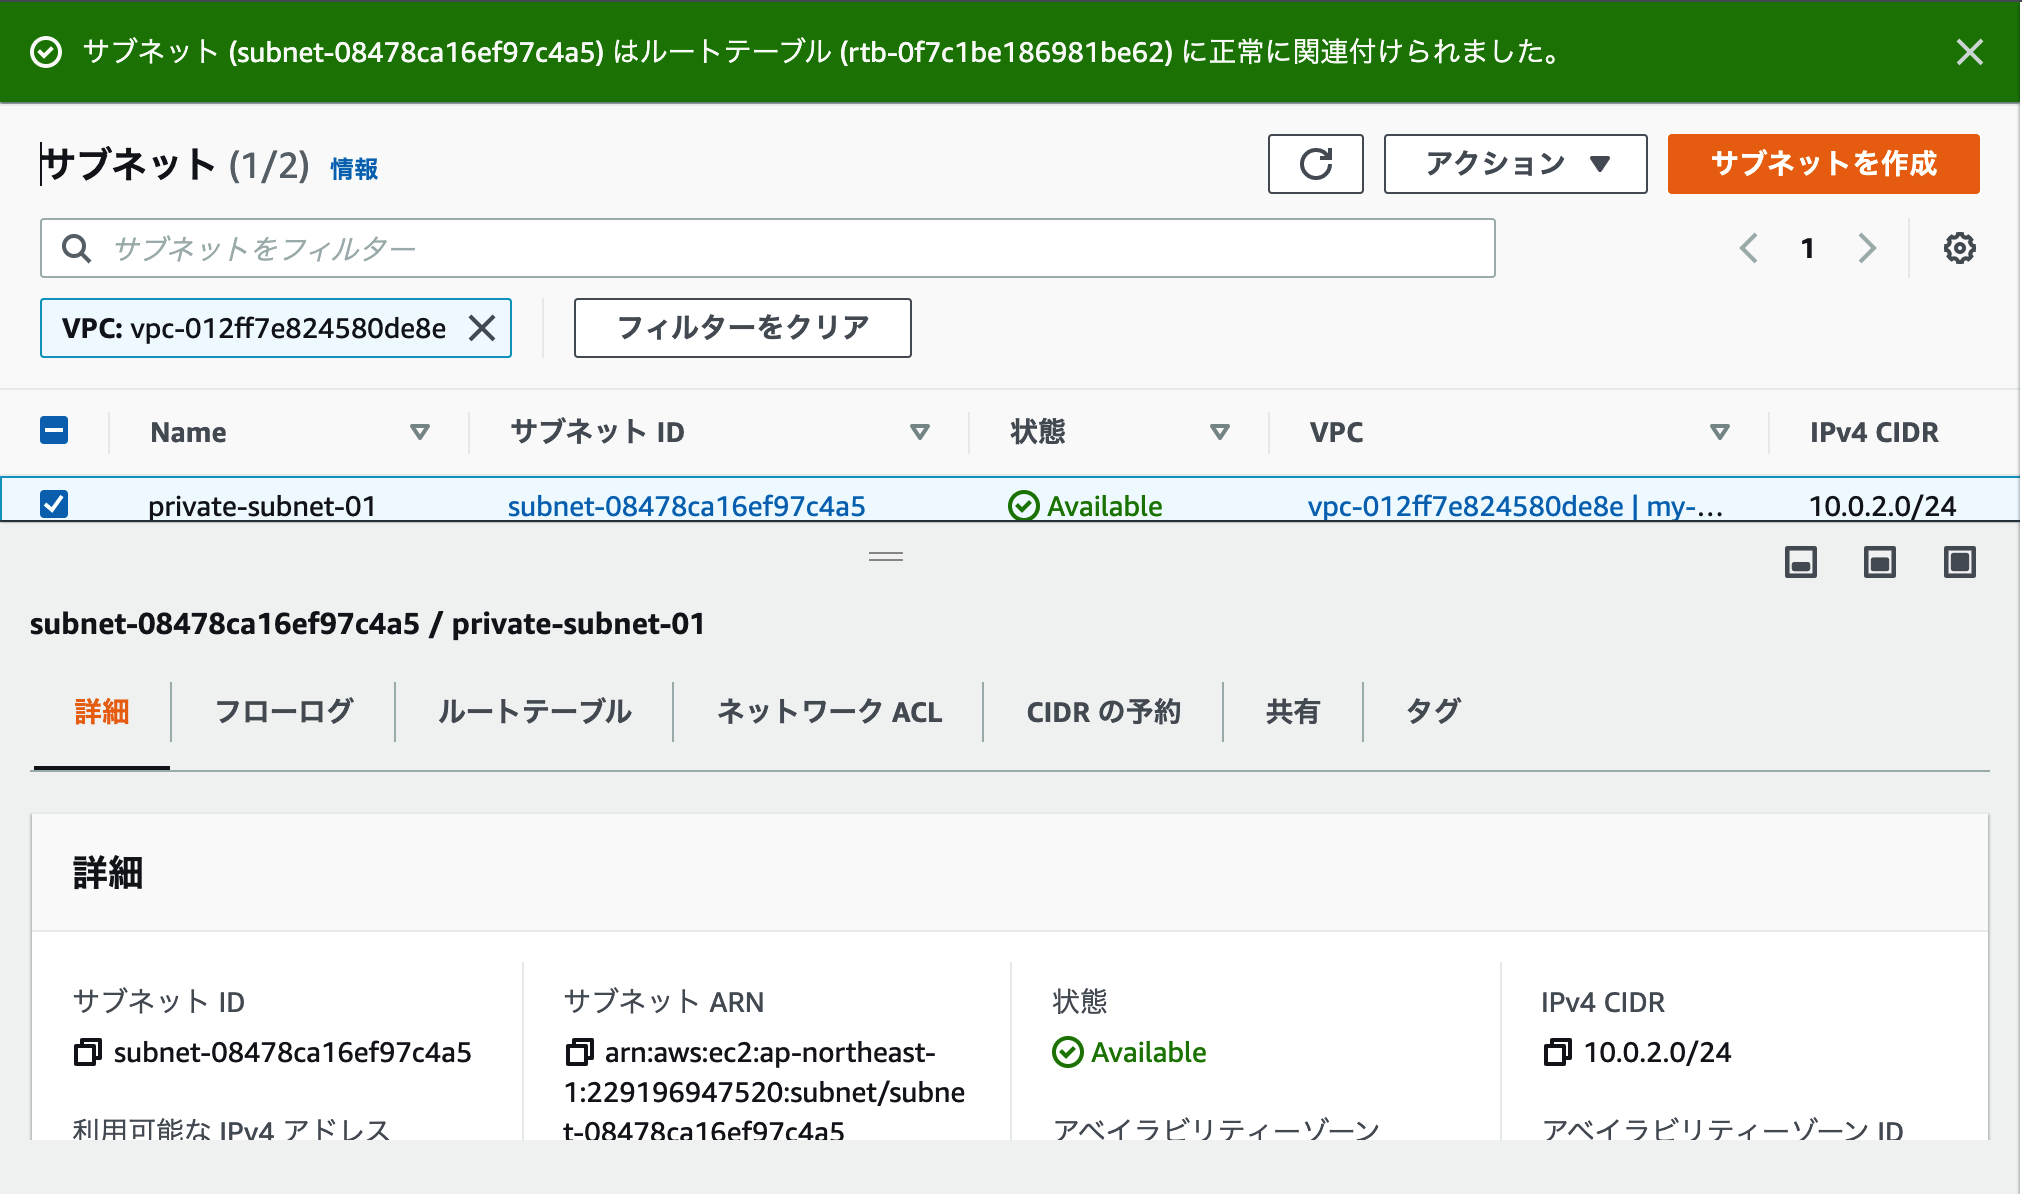 サブネット (subnet-08478ca16ef97c4a5) はルートテーブル (rtb-0f7c1be186981be62) に正常に関連付けられました。
サブネット (1/2) 情報
アクション
サブネットを作成
サブネットをフィルター
1
VPC: vpc-012ff7e824580de8e
フィルターをクリア
Name サブネット ID 状態 VPC IPv4 CIDR
private-subnet-01 subnet-08478ca16ef97c4a5 Available vpc-012ff7e824580de8e | my-... 10.0.2.0/24
subnet-08478ca16ef97c4a5 / private-subnet-01
詳細 フローログ ルートテーブル ネットワーク ACL CIDR の予約 共有 タグ
詳細
サブネット ID
subnet-08478ca16ef97c4a5
利用可能な IPv4 アドレス
サブネット ARN
arn:aws:ec2:ap-northeast-
1:229196947520:subnet/subne
t-08478ca16ef97c4a5
状態
Available
アベイラビリティーゾーン
IPv4 CIDR
10.0.2.0/24
アベイラビリティーゾーン ID